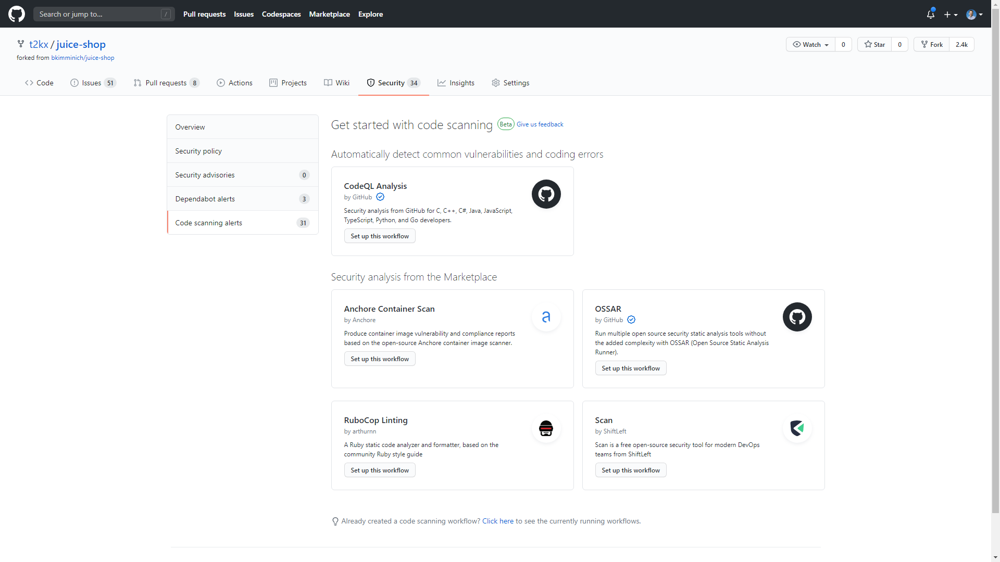 Search or jump to... /
Pull requests Issues Codespaces Marketplace Explore
t2kx / juice-shop
forked from bkimminich/juice-shop
Watch 0 Star 0 Fork 2.4k
Code Issues 51 Pull requests 8 Actions Projects Wiki Security 34 Insights Settings
Overview
Security policy
Security advisories 0
Dependabot alerts 3
Code scanning alerts 31
Get started with code scanning Beta Give us feedback
Automatically detect common vulnerabilities and coding errors
CodeQL Analysis
by GitHub
Security analysis from GitHub for C, C++, C#, Java, JavaScript,
TypeScript, Python, and Go developers.
Set up this workflow
Security analysis from the Marketplace
Anchore Container Scan
by Anchore
Produce container image vulnerability and compliance reports
based on the open-source Anchore container image scanner.
Set up this workflow
OSSAR
by GitHub
Run multiple open source security static analysis tools without
the added complexity with OSSAR (Open Source Static Analysis
Runner).
Set up this workflow
RuboCop Linting
by arthurnn
A Ruby static code analyzer and formatter, based on the
community Ruby style guide
Set up this workflow
Scan
by ShiftLeft
Scan is a free open-source security tool for modern DevOps
teams from ShiftLeft
Set up this workflow
Already created a code scanning workflow? Click here to see the currently running workflows.